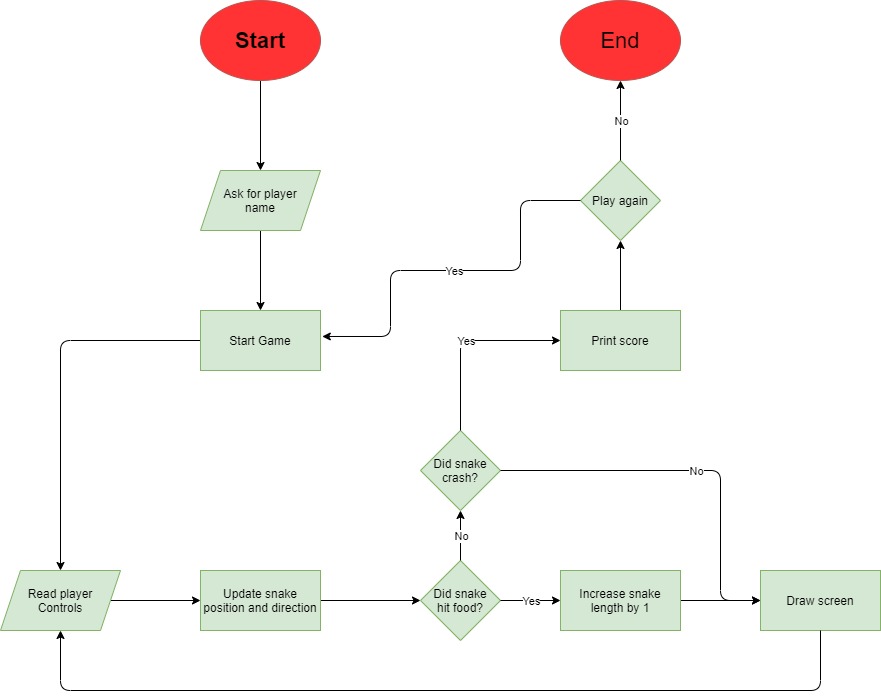 Start
End
No
Ask for player
name
Play again
Yes
Start Game
Yes
Print score
Did snake
crash?
No
No
Read player
Controls
Update snake
position and direction
Did snake
hit food?
Yes
Increase snake
length by 1
Draw screen